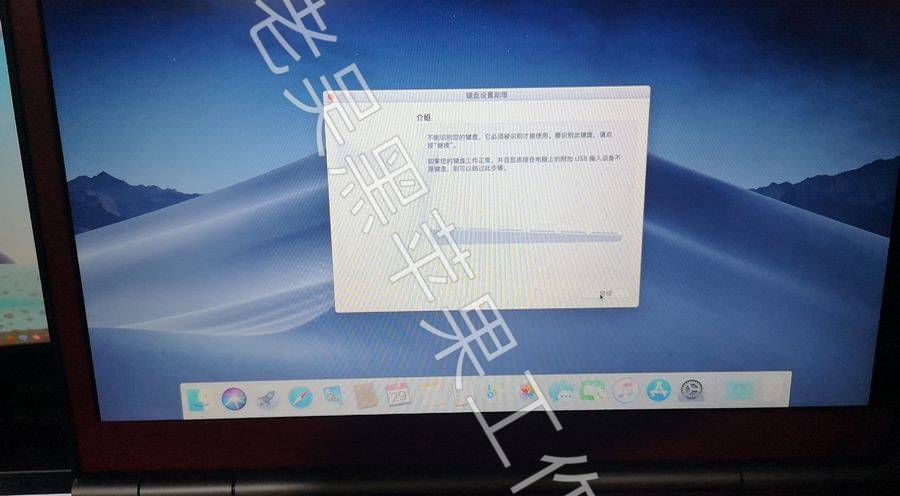 键盘设置助理
介绍
不能识别您的键盘。它必须被识别才能使用。要识别此键盘,请点
按“继续”。
如果您的键盘工作正常,并且您连接在电脑上的附加 USB 输入设备不
是键盘,则可以跳过此步骤。
继续
29
老吴黑苹果工作